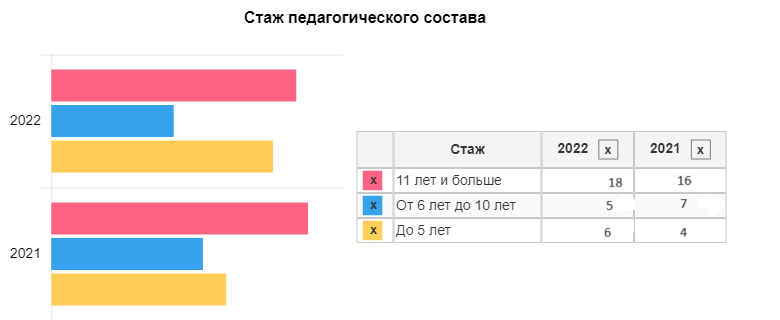 Стаж педагогического состава
2022
2021
Стаж 2022 x 2021 x
x 11 лет и больше 18 16
x От 6 лет до 10 лет 5 7
x До 5 лет 6 4